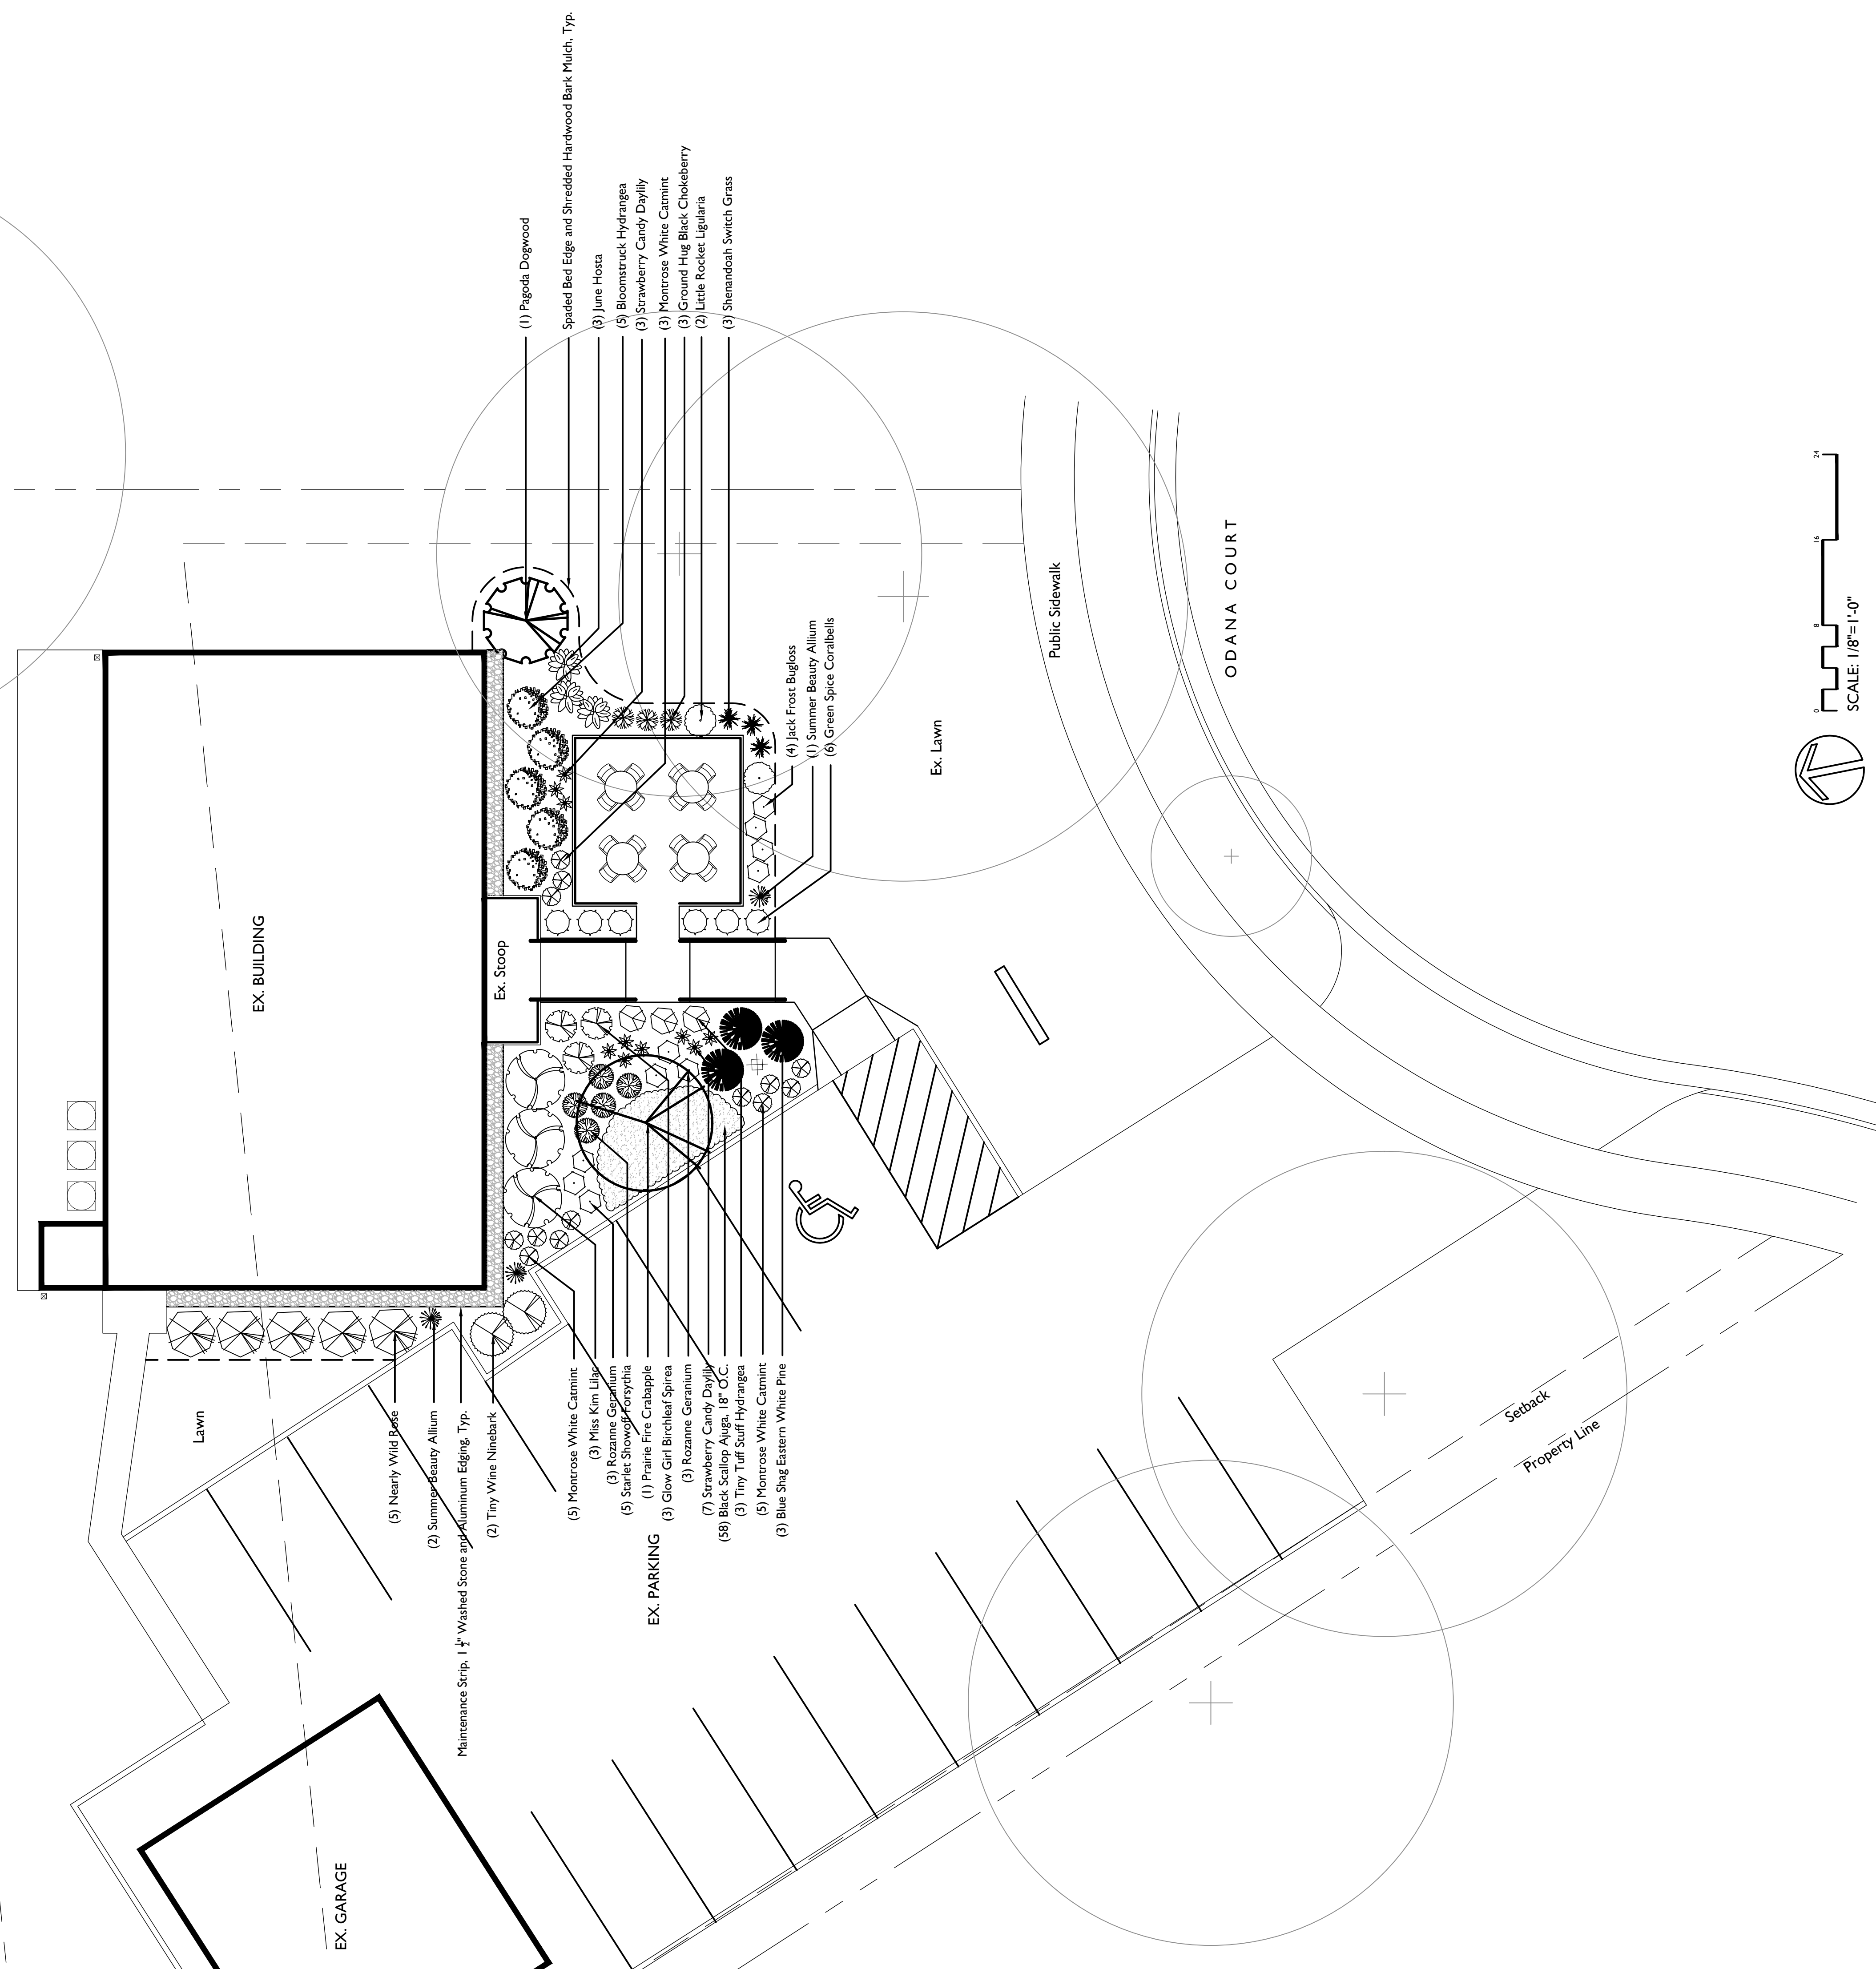 (1) Pagoda Dogwood
Spaded Bed Edge and Shredded Hardwood Bark Mulch, Typ.
(3) June Hosta
(5) Bloomstruck Hydrangea
(3) Strawberry Candy Daylily
(3) Montrose White Catmint
(3) Ground Hug Black Chokeberry
(2) Little Rocket Ligularia
(3) Shenandoah Switch Grass
(4) Jack Frost Bugloss
(1) Summer Beauty Allium
(6) Green Spice Coralbells
EX. BUILDING
Ex. Stoop
Ex. Lawn
Public Sidewalk
ODANA COURT
0
8
16
24
SCALE: 1/8"=1'-0"
Lawn
(5) Nearly Wild Rose
(2) Summer Beauty Allium
Maintenance Strip, 1 1/2" Washed Stone and Aluminum Edging, Typ.
(2) Tiny Wine Ninebark
(5) Montrose White Catmint
(3) Miss Kim Lilac
(3) Rozanne Geranium
(5) Starlet Showoff Forsythia
(1) Prairie Fire Crabapple
(3) Glow Girl Birchleaf Spirea
(3) Rozanne Geranium
(7) Strawberry Candy Daylily
(58) Black Scallop Ajuga, 18" O.C.
(3) Tiny Tuff Stuff Hydrangea
(5) Montrose White Catmint
(3) Blue Shag Eastern White Pine
EX. PARKING
EX. GARAGE
Setback
Property Line